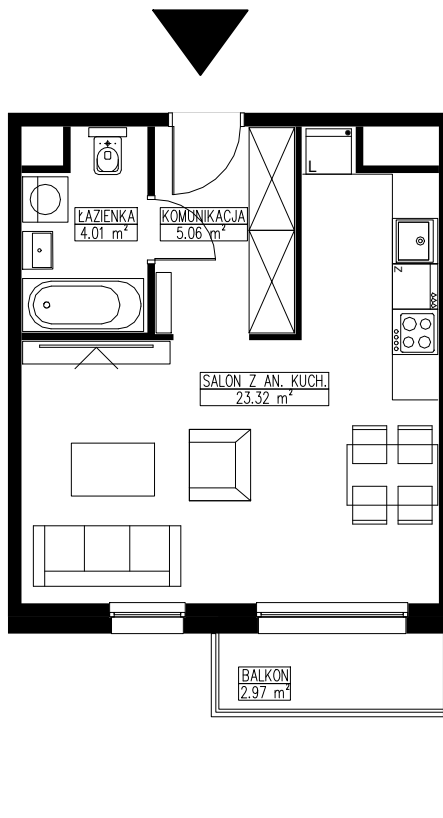 L
ŁAZIENKA
4.01 m²
KOMUNIKACJA
5.06 m²
Z
SALON Z AN. KUCH.
23.32 m²
BALKON
2.97 m²